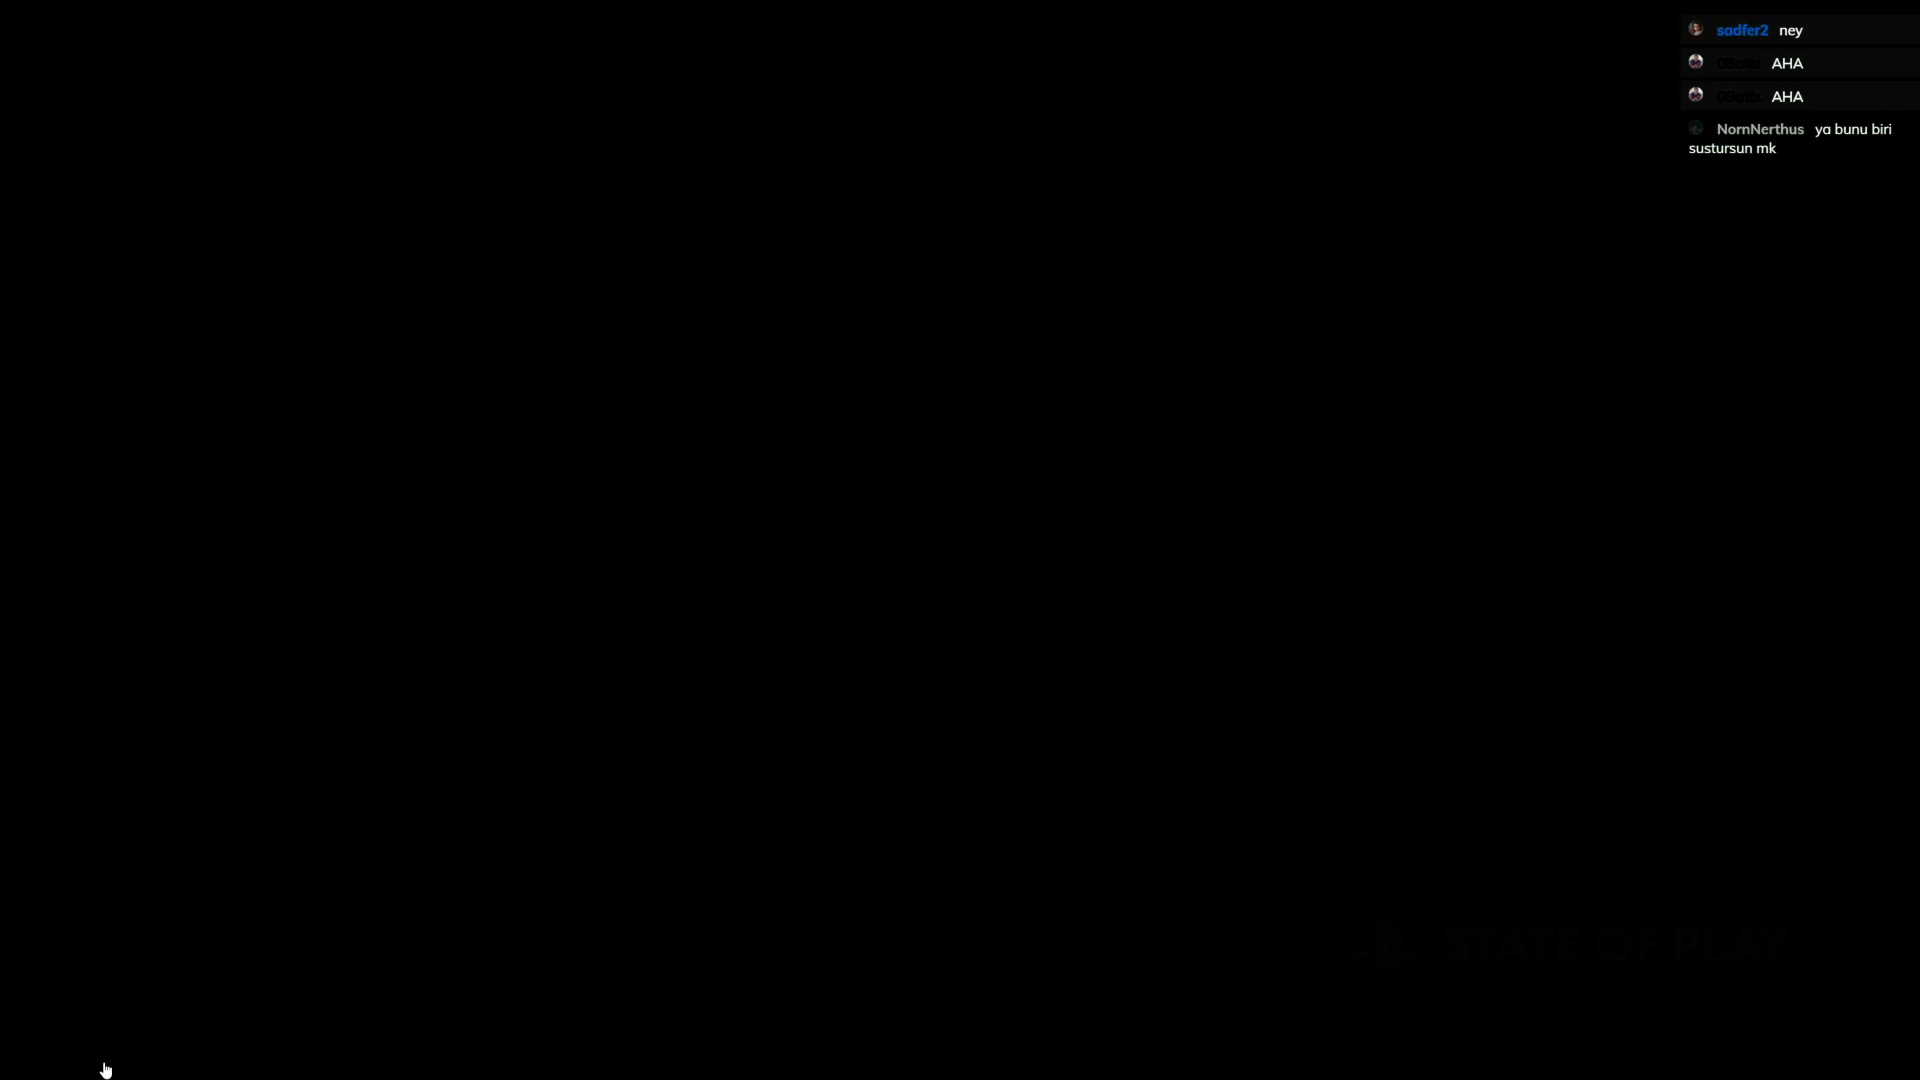 sadfer2 ney
AHA
AHA
NornNerthus ya bunu biri
sustursun mk
STATE OF PLAY